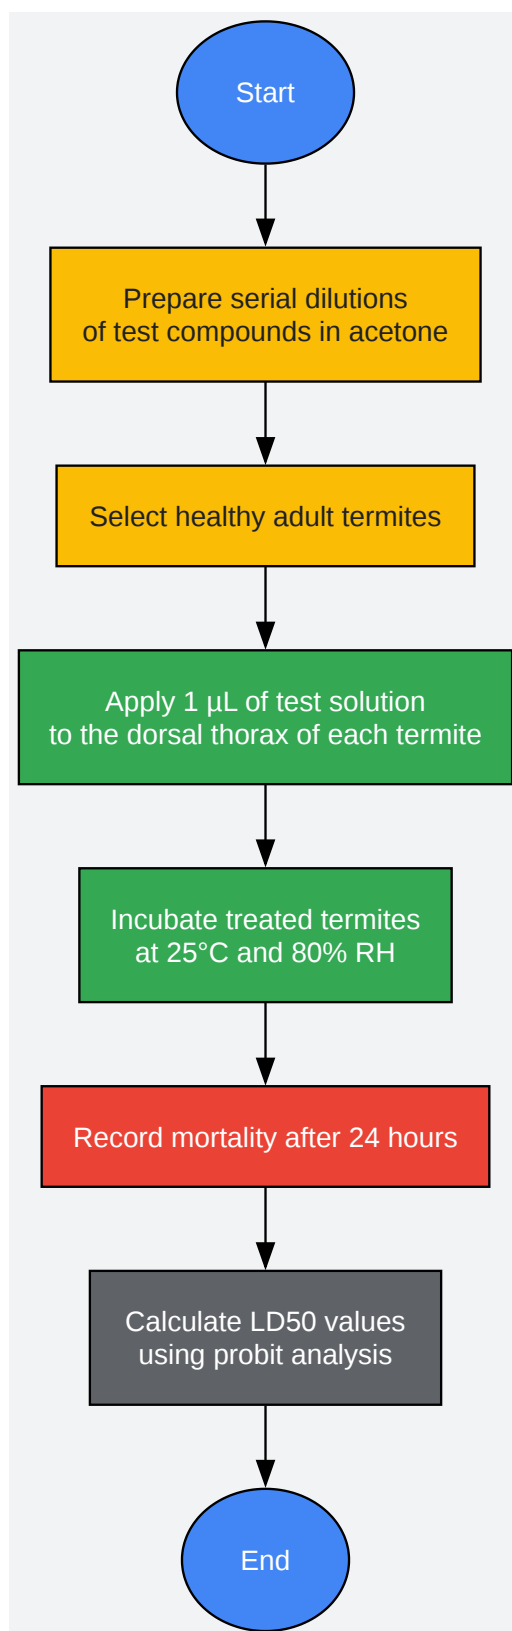 Start
Prepare serial dilutions
of test compounds in acetone
Select healthy adult termites
Apply 1 µL of test solution
to the dorsal thorax of each termite
Incubate treated termites
at 25°C and 80% RH
Record mortality after 24 hours
Calculate LD50 values
using probit analysis
End